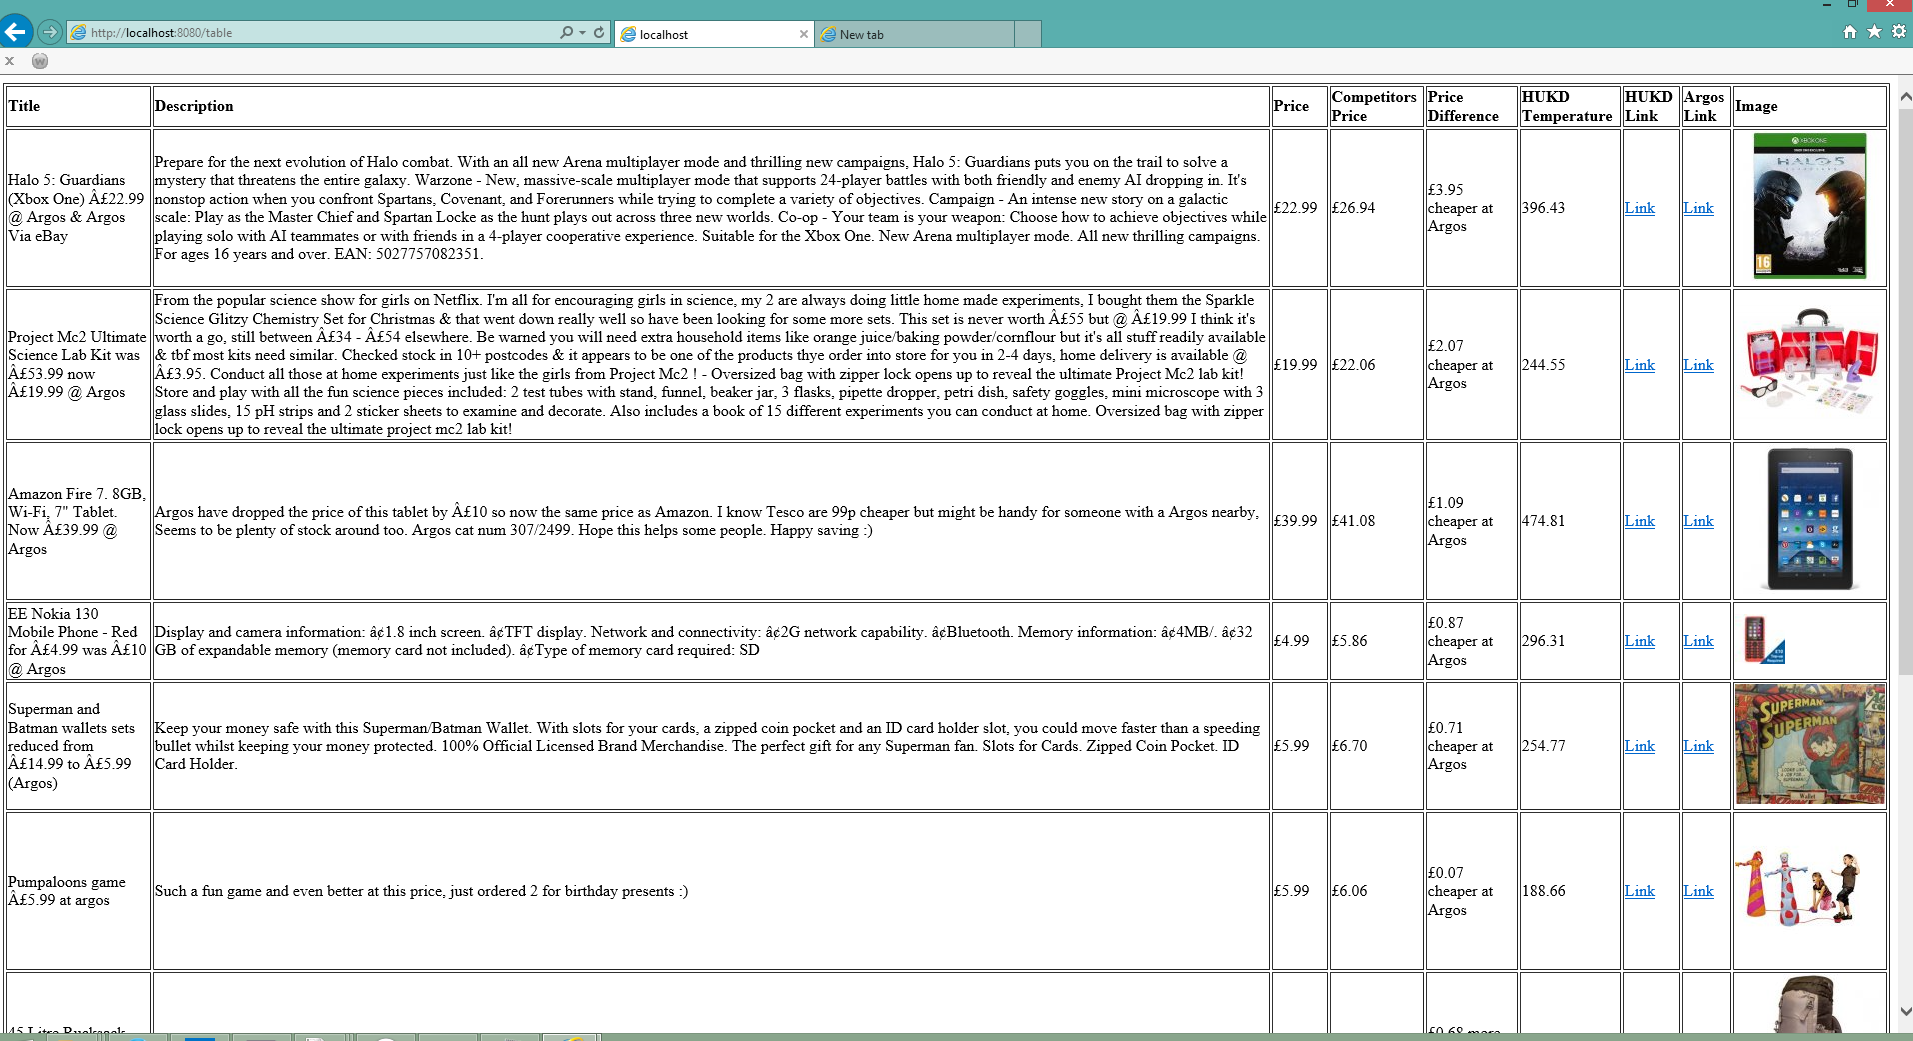 http://localhost:8080/table
localhost
New tab
Title Description Price Competitors Price Price Difference HUKD Temperature HUKD Link Argos Link Image
Halo 5: Guardians
(Xbox One) Â£22.99
@ Argos & Argos
Via eBay
Prepare for the next evolution of Halo combat. With an all new Arena multiplayer mode and thrilling new campaigns, Halo 5: Guardians puts you on the trail to solve a
mystery that threatens the entire galaxy. Warzone - New, massive-scale multiplayer mode that supports 24-player battles with both friendly and enemy AI dropping in. It's
nonstop action when you confront Spartans, Covenant, and Forerunners while trying to complete a variety of objectives. Campaign - An intense new story on a galactic
scale: Play as the Master Chief and Spartan Locke as the hunt plays out across three new worlds. Co-op - Your team is your weapon: Choose how to achieve objectives while
playing solo with AI teammates or with friends in a 4-player cooperative experience. Suitable for the Xbox One. New Arena multiplayer mode. All new thrilling campaigns.
For ages 16 years and over. EAN: 5027757082351.
£22.99
£26.94
£3.95
cheaper at
Argos
396.43
Link
Link
XBOX ONE
HALO 5
16
Project Mc2 Ultimate
Science Lab Kit was
Â£53.99 now
Â£19.99 @ Argos
From the popular science show for girls on Netflix. I'm all for encouraging girls in science, my 2 are always doing little home made experiments, I bought them the Sparkle
Science Glitzy Chemistry Set for Christmas & that went down really well so have been looking for some more sets. This set is never worth Â£55 but @ Â£19.99 I think it's
worth a go, still between Â£34 - Â£54 elsewhere. Be warned you will need extra household items like orange juice/baking powder/cornflour but it's all stuff readily available
& tbf most kits need similar. Checked stock in 10+ postcodes & it appears to be one of the products thye order into store for you in 2-4 days, home delivery is available @
Â£3.95. Conduct all those at home experiments just like the girls from Project Mc2 ! - Oversized bag with zipper lock opens up to reveal the ultimate Project Mc2 lab kit!
Store and play with all the fun science pieces included: 2 test tubes with stand, funnel, beaker jar, 3 flasks, pipette dropper, petri dish, safety goggles, mini microscope with 3
glass slides, 15 pH strips and 2 sticker sheets to examine and decorate. Also includes a book of 15 different experiments you can conduct at home. Oversized bag with zipper
lock opens up to reveal the ultimate project mc2 lab kit!
£19.99
£22.06
£2.07
cheaper at
Argos
244.55
Link
Link
Amazon Fire 7. 8GB,
Wi-Fi, 7" Tablet.
Now Â£39.99 @
Argos
Argos have dropped the price of this tablet by Â£10 so now the same price as Amazon. I know Tesco are 99p cheaper but might be handy for someone with a Argos nearby,
Seems to be plenty of stock around too. Argos cat num 307/2499. Hope this helps some people. Happy saving :)
£39.99
£41.08
£1.09
cheaper at
Argos
474.81
Link
Link
EE Nokia 130
Mobile Phone - Red
for Â£4.99 was Â£10
@ Argos
Display and camera information: â¢1.8 inch screen. â¢TFT display. Network and connectivity: â¢2G network capability. â¢Bluetooth. Memory information: â¢4MB/. â¢32
GB of expandable memory (memory card not included). â¢Type of memory card required: SD
£4.99
£5.86
£0.87
cheaper at
Argos
296.31
Link
Link
Superman and
Batman wallets sets
reduced from
Â£14.99 to Â£5.99
(Argos)
Keep your money safe with this Superman/Batman Wallet. With slots for your cards, a zipped coin pocket and an ID card holder slot, you could move faster than a speeding
bullet whilst keeping your money protected. 100% Official Licensed Brand Merchandise. The perfect gift for any Superman fan. Slots for Cards. Zipped Coin Pocket. ID
Card Holder.
£5.99
£6.70
£0.71
cheaper at
Argos
254.77
Link
Link
SUPERMAN
SUPERMAN
Wallet
Pumpaloons game
Â£5.99 at argos
Such a fun game and even better at this price, just ordered 2 for birthday presents :)
£5.99
£6.06
£0.07
cheaper at
Argos
188.66
Link
Link
45 Litre Rucksack
£0.68 more